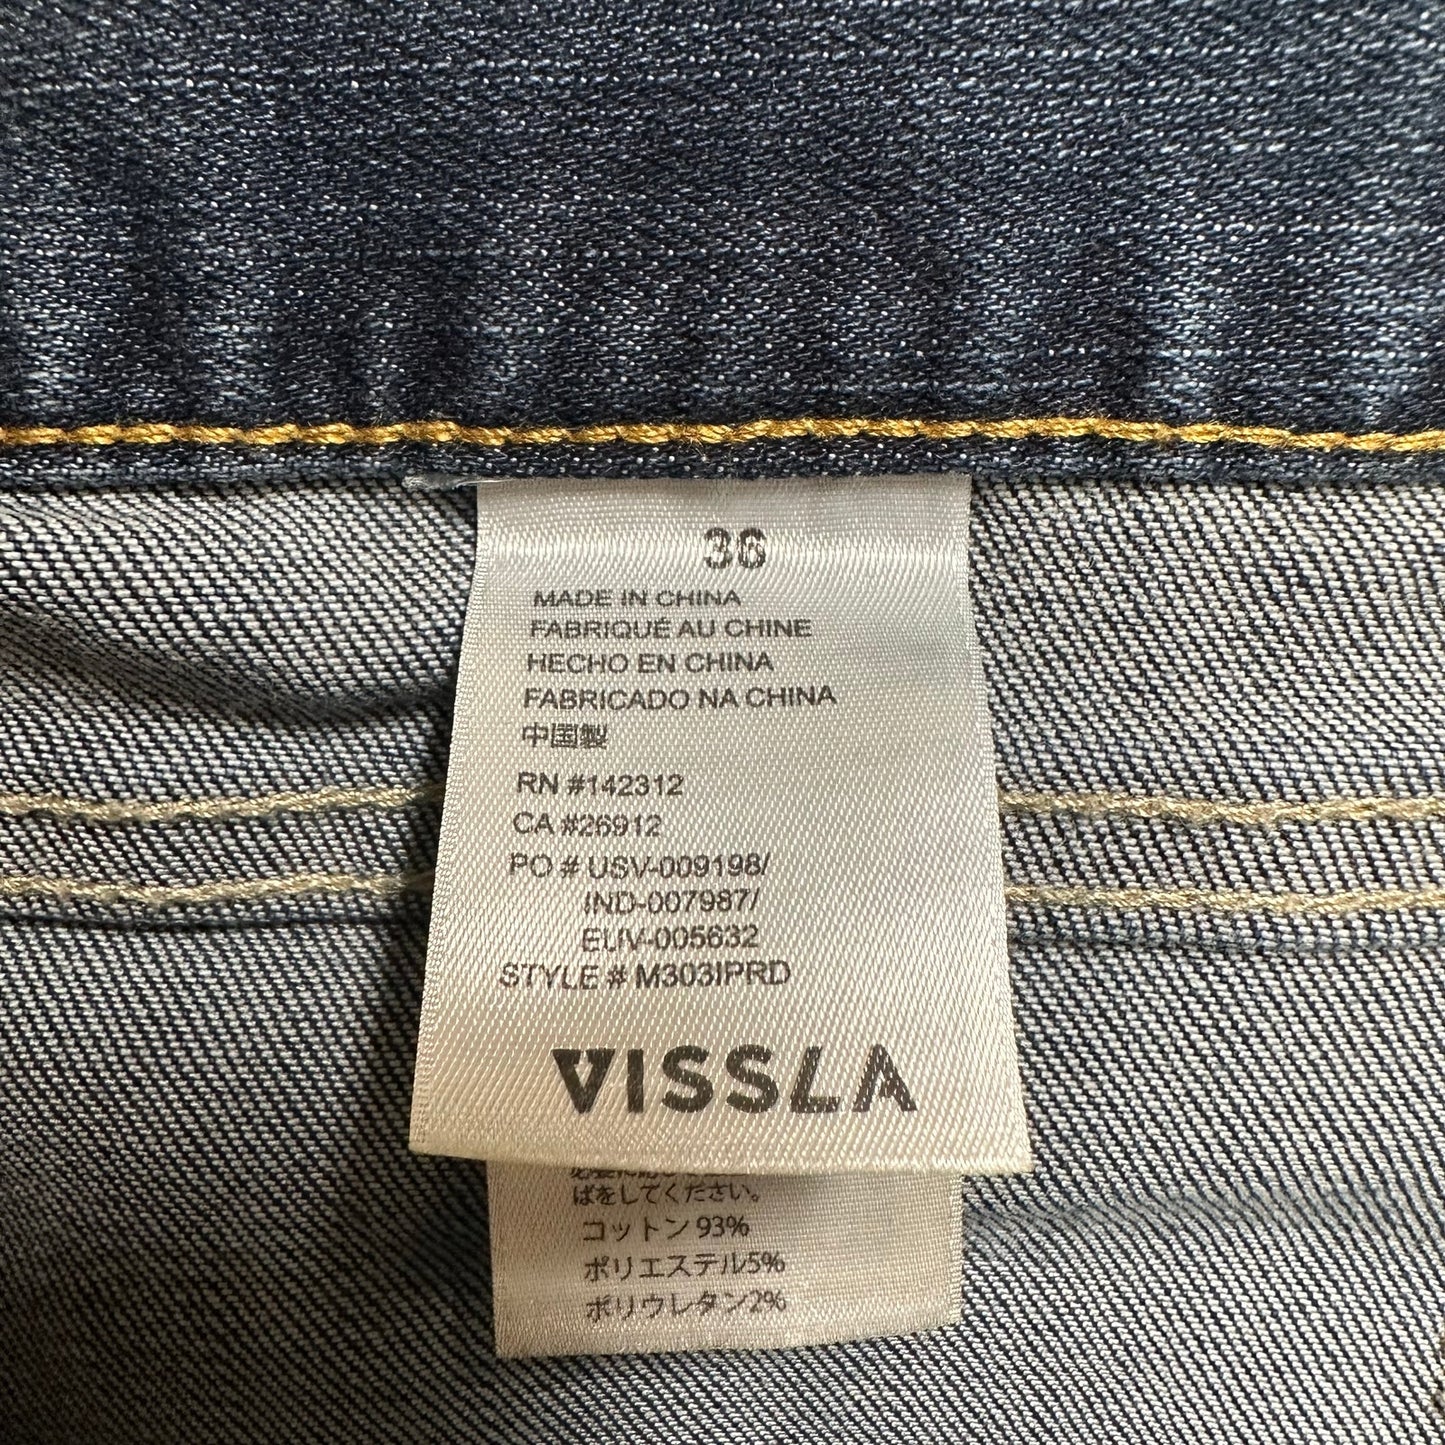 36
MADE IN CHINA
FABRIQUÉ AU CHINE
HECHO EN CHINA
FABRICADO NA CHINA
中国製
RN #142312
CA #26912
PO # USV-009198/
IND-007987/
EUV-005632
STYLE # M303IPRD
VISSLA
ばをしてください。
コットン 93%
ポリエステル5%
ポリウレタン2%